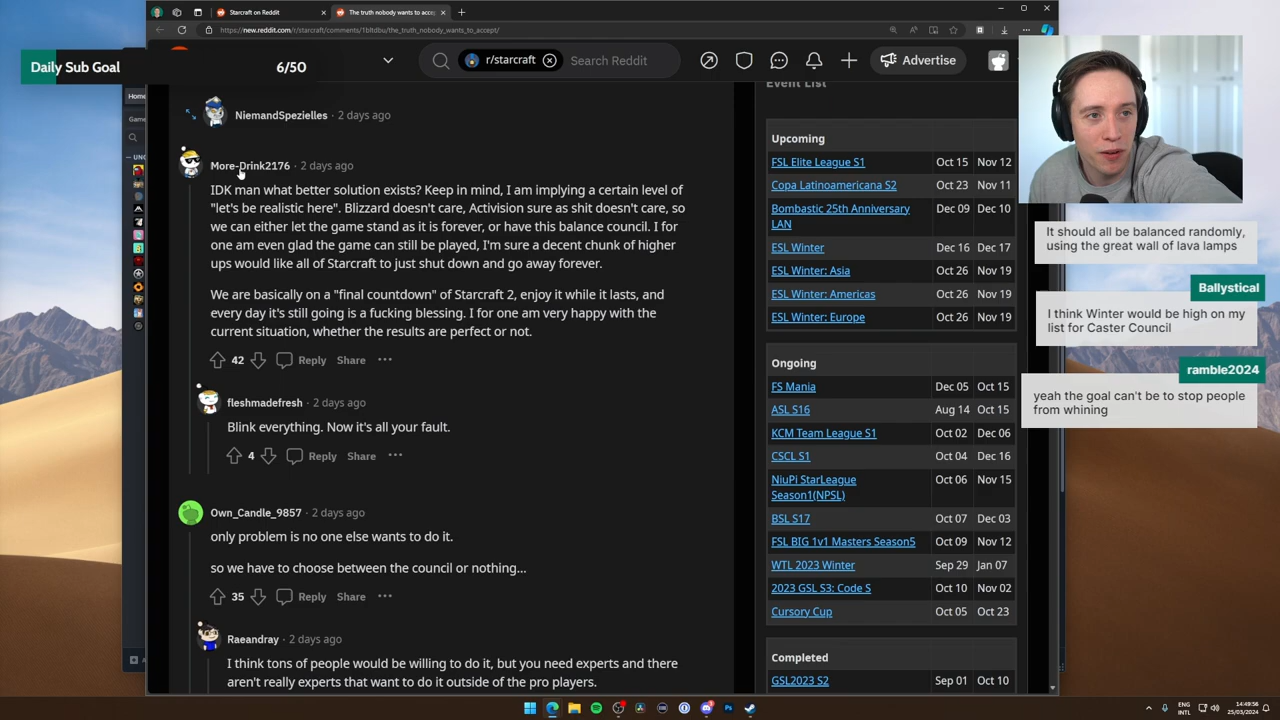 Starcraft on Reddit
The truth nobody wants to acce
https://new.reddit.com/r/starcraft/comments/1bltdbu/the_truth_nobody_wants_to_accept/
Daily Sub Goal
6/50
r/starcraft
Search Reddit
Advertise
Home
Game
UNC
NiemandSpezielles · 2 days ago
More-Drink2176 · 2 days ago
IDK man what better solution exists? Keep in mind, I am implying a certain level of
"let's be realistic here". Blizzard doesn't care, Activision sure as shit doesn't care, so
we can either let the game stand as it is forever, or have this balance council. I for
one am even glad the game can still be played, I'm sure a decent chunk of higher
ups would like all of Starcraft to just shut down and go away forever.
We are basically on a "final countdown" of Starcraft 2, enjoy it while it lasts, and
every day it's still going is a fucking blessing. I for one am very happy with the
current situation, whether the results are perfect or not.
42 Reply Share
fleshmadefresh · 2 days ago
Blink everything. Now it's all your fault.
4 Reply Share
Own_Candle_9857 · 2 days ago
only problem is no one else wants to do it.
so we have to choose between the council or nothing...
35 Reply Share
Raeandray · 2 days ago
I think tons of people would be willing to do it, but you need experts and there
aren't really experts that want to do it outside of the pro players.
Event List
Upcoming
FSL Elite League S1 Oct 15 Nov 12
Copa Latinoamericana S2 Oct 23 Nov 11
Bombastic 25th Anniversary Dec 09 Dec 10
LAN
ESL Winter Dec 16 Dec 17
ESL Winter: Asia Oct 26 Nov 19
ESL Winter: Americas Oct 26 Nov 19
ESL Winter: Europe Oct 26 Nov 19
Ongoing
FS Mania Dec 05 Oct 15
ASL S16 Aug 14 Oct 15
KCM Team League S1 Oct 02 Dec 06
CSCL S1 Oct 04 Dec 16
NiuPi StarLeague Oct 06 Nov 15
Season1(NPSL)
BSL S17 Oct 07 Dec 03
FSL BIG 1v1 Masters Season5 Oct 09 Nov 12
WTL 2023 Winter Sep 29 Jan 07
2023 GSL S3: Code S Oct 10 Nov 02
Cursory Cup Oct 05 Oct 23
Completed
GSL2023 S2 Sep 01 Oct 10
It should all be balanced randomly,
using the great wall of lava lamps
Ballystical
I think Winter would be high on my
list for Caster Council
ramble2024
yeah the goal can't be to stop people
from whining
ENG
INTL
14:49:56
25/03/2024